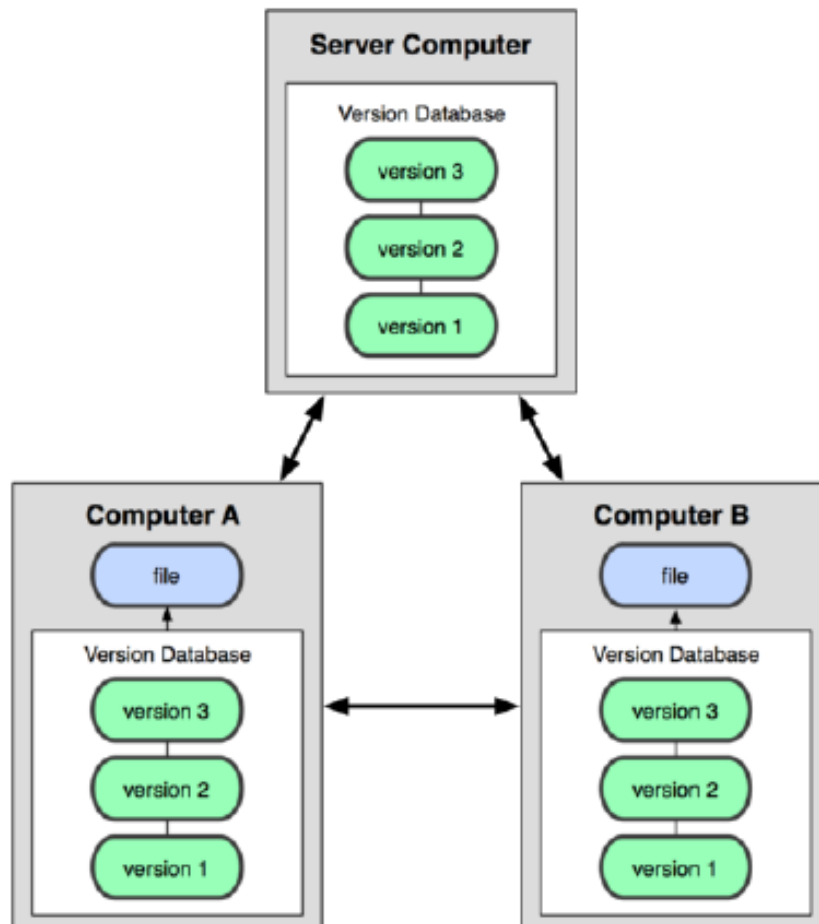 Server Computer
Version Database
version 3
version 2
version 1
Computer A
file
Version Database
version 3
version 2
version 1
Computer B
file
Version Database
version 3
version 2
version 1